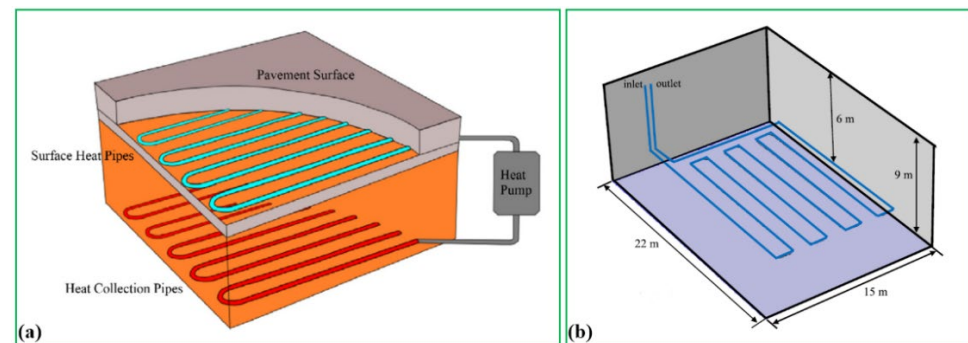 Pavement Surface
Surface Heat Pipes
Heat
Pump
Heat Collection Pipes
(a)
inlet outlet
6 m
9 m
22 m
15 m
(b)